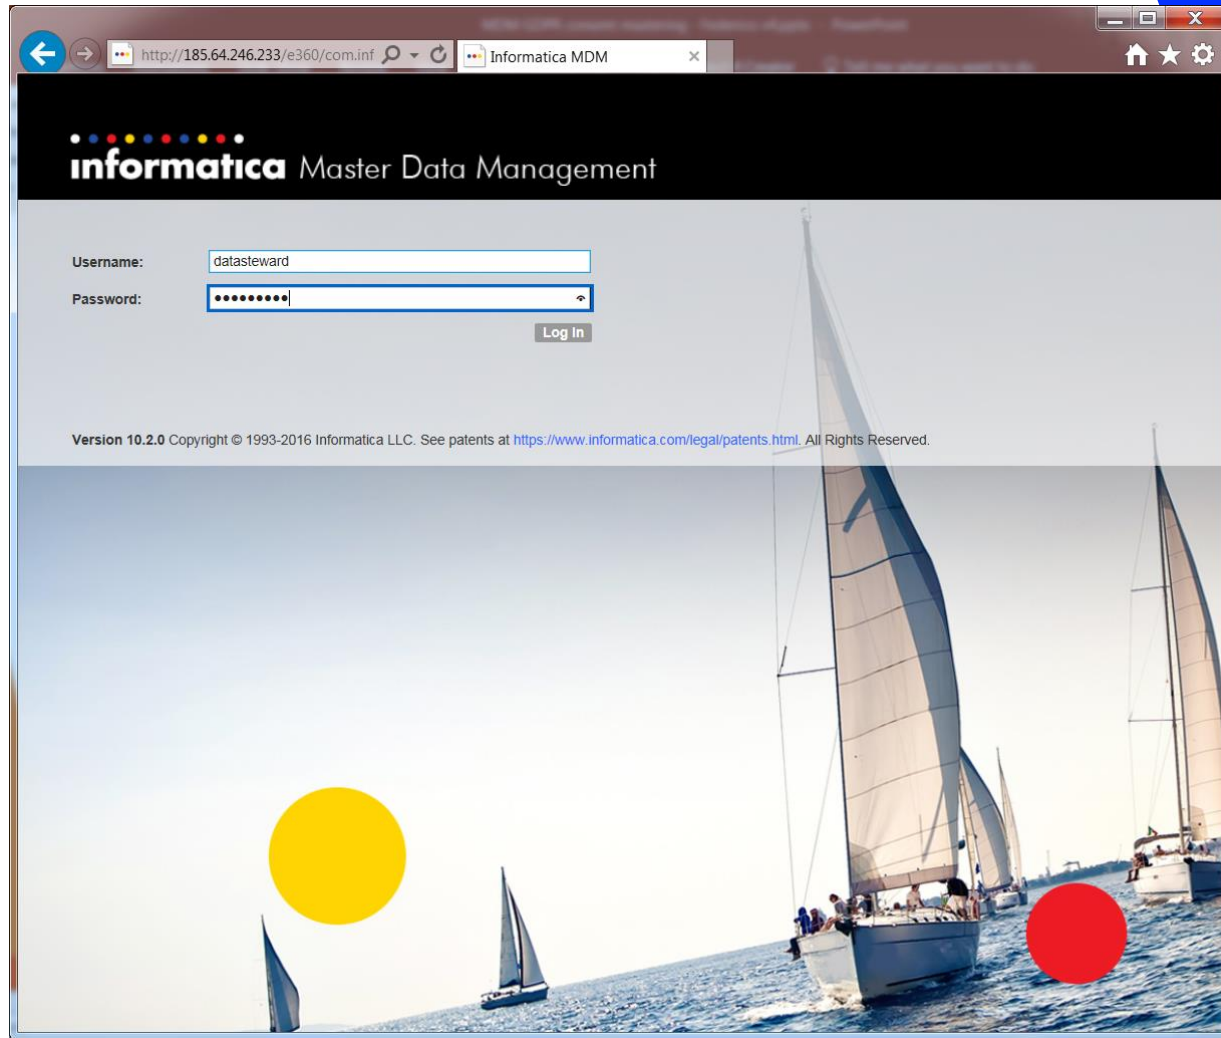 http://185.64.246.233/e360/com.inf
Informatica MDM
informatica Master Data Management
Username: datasteward
Password: •••••••••
Log In
Version 10.2.0 Copyright © 1993-2016 Informatica LLC. See patents at https://www.informatica.com/legal/patents.html. All Rights Reserved.